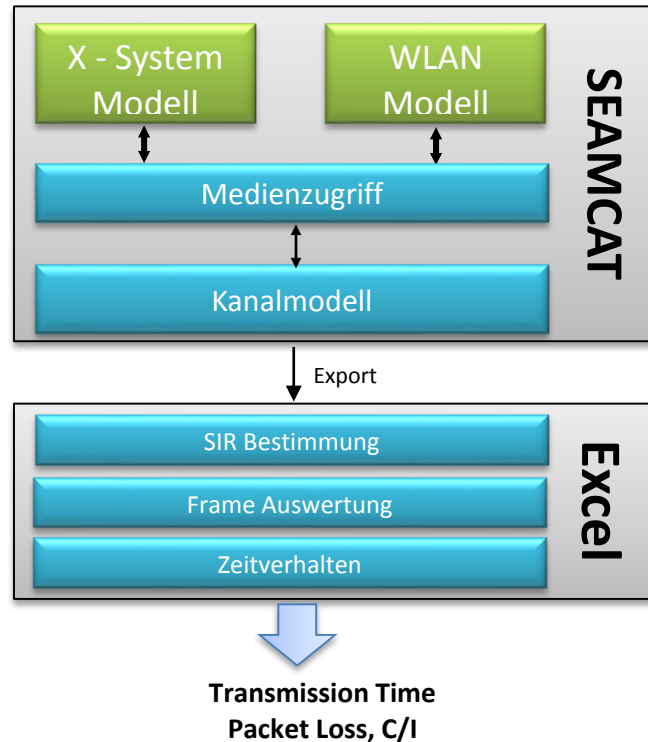 X - System
Modell
WLAN
Modell
SEAMCAT
Medienzugriff
Kanalmodell
Export
SIR Bestimmung
Frame Auswertung
Zeitverhalten
Excel
Transmission Time
Packet Loss, C/I